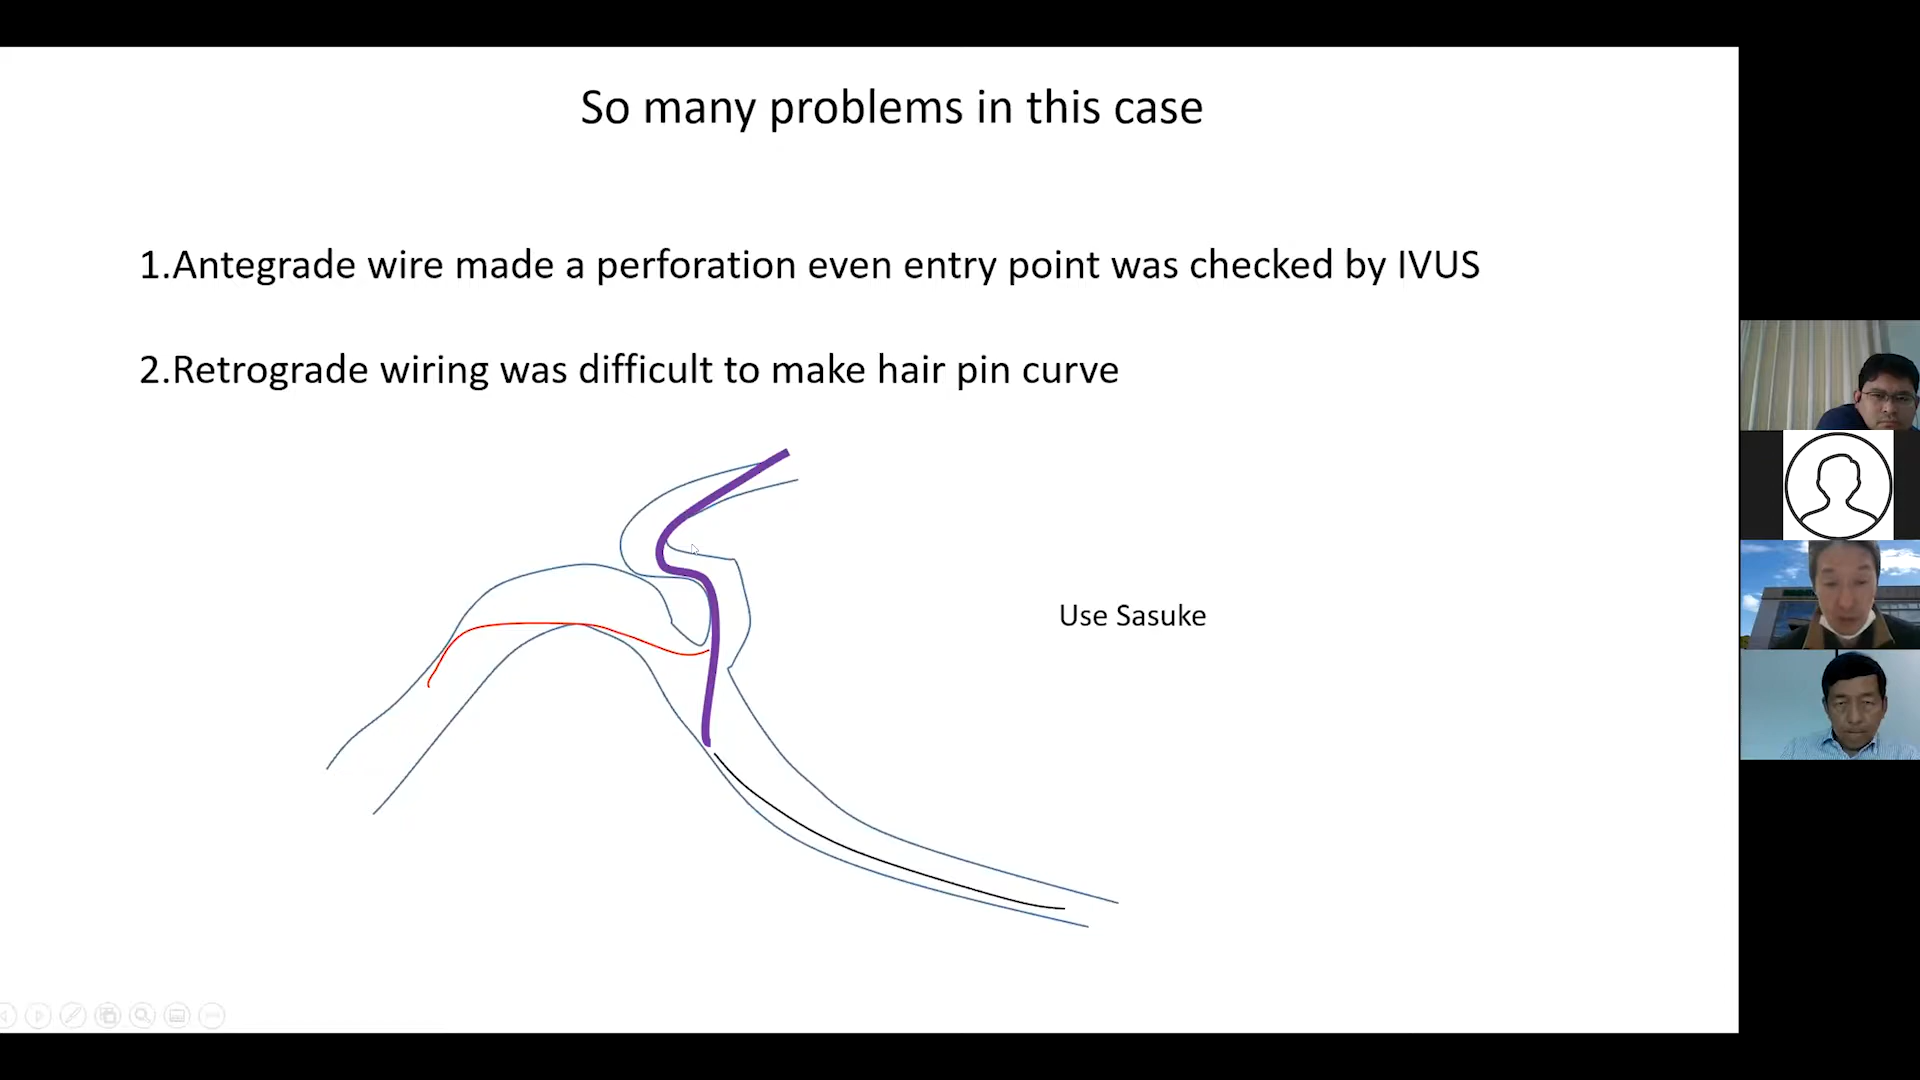 So many problems in this case
1.Antegrade wire made a perforation even entry point was checked by IVUS
2.Retrograde wiring was difficult to make hair pin curve
Use Sasuke